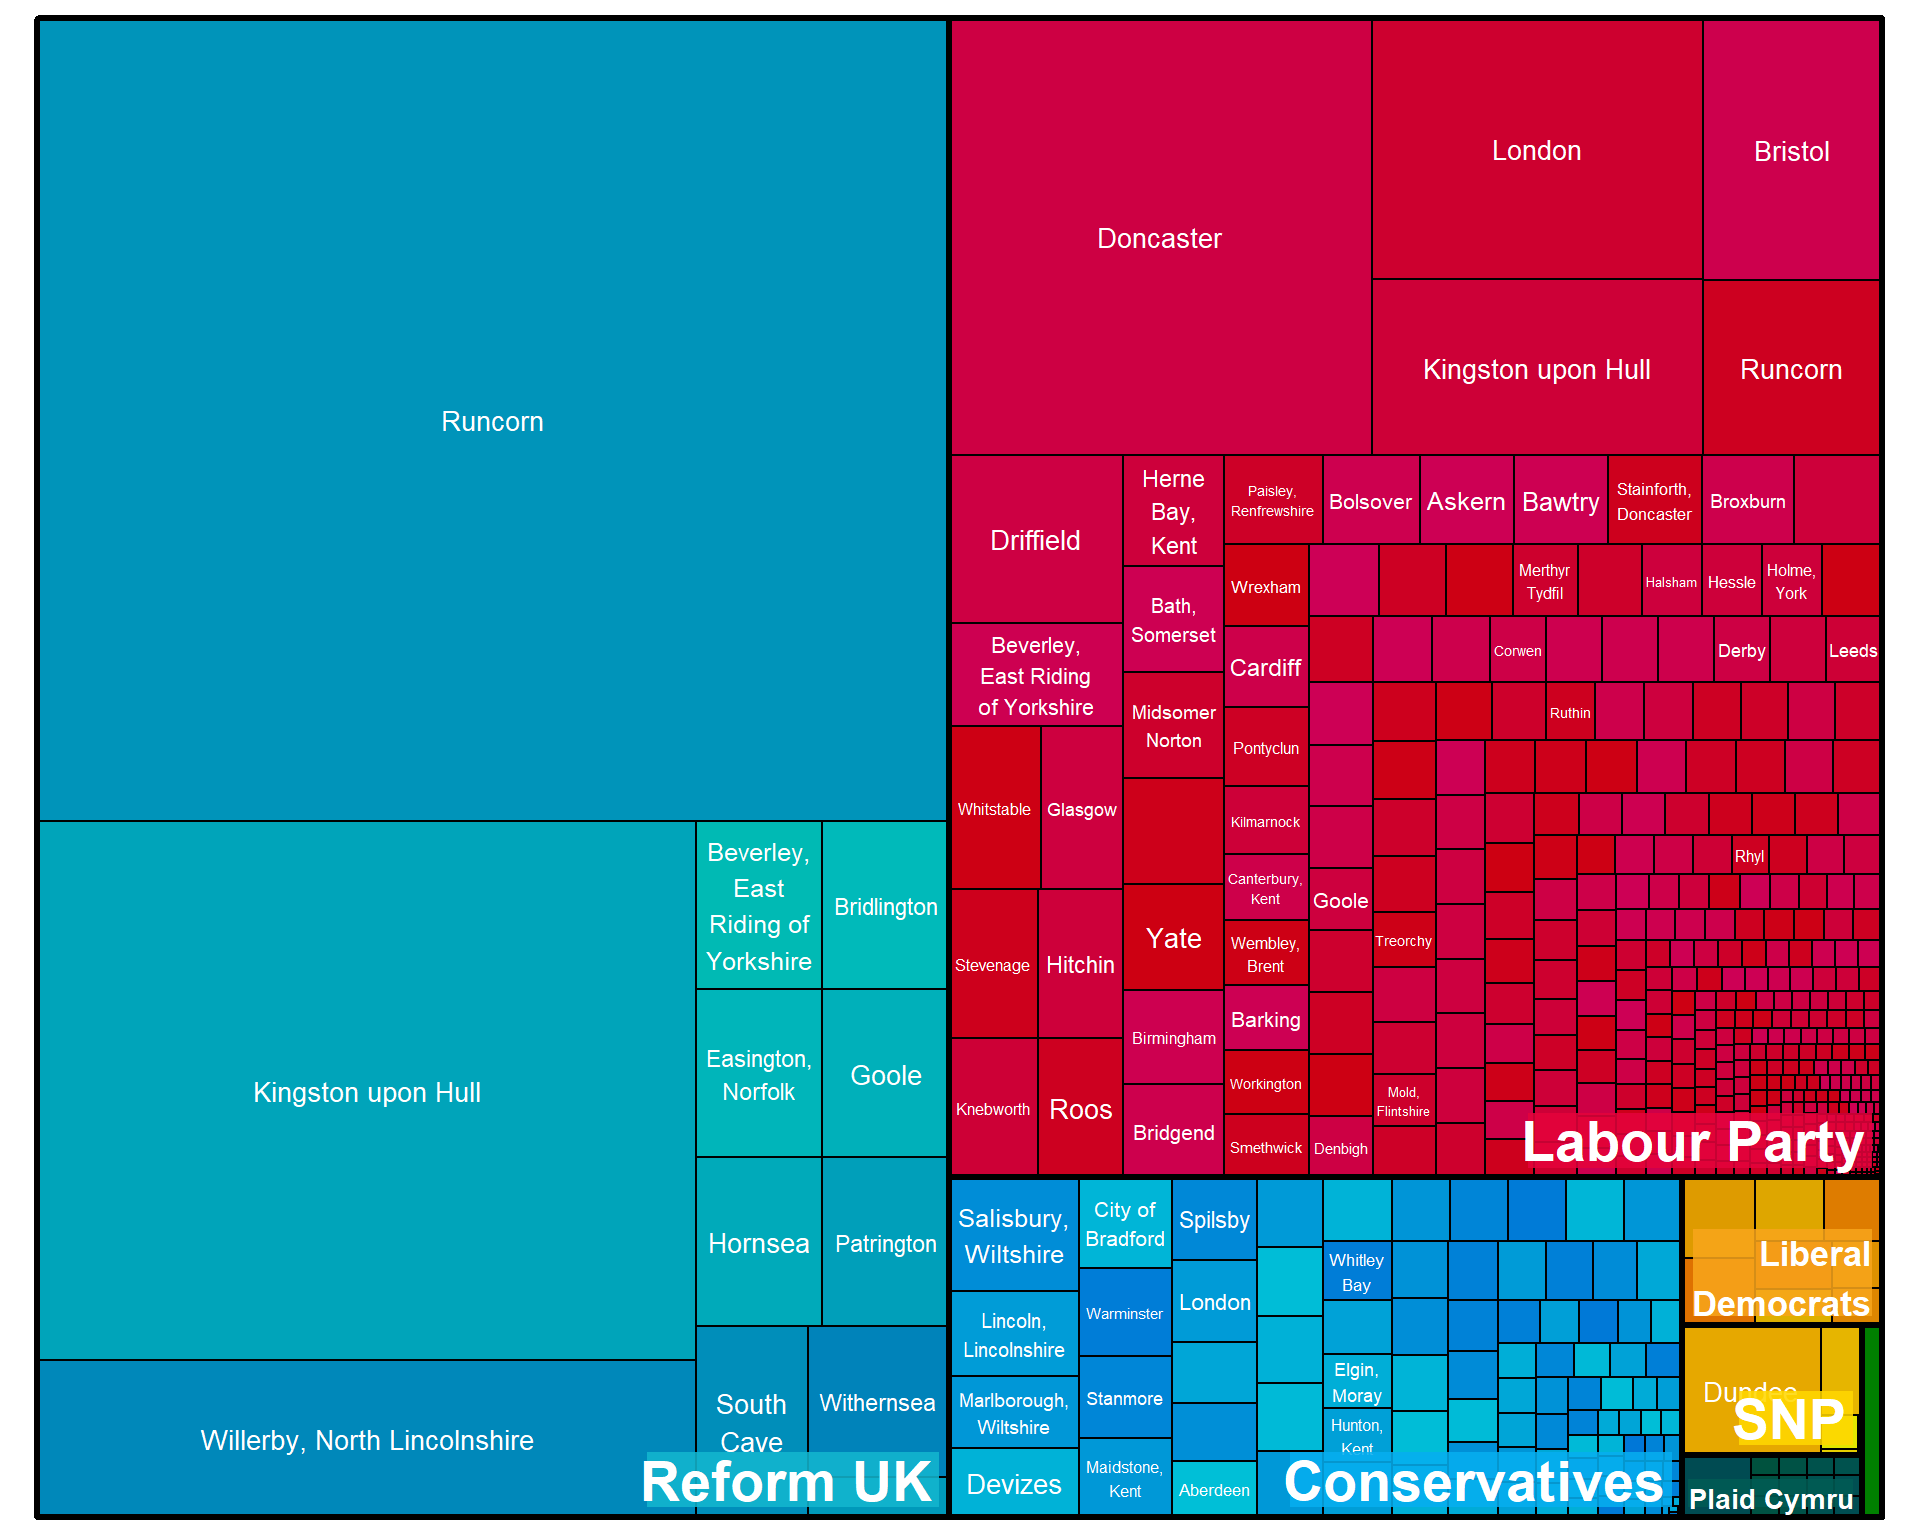 Runcorn
Kingston upon Hull
Willerby, North Lincolnshire
Beverley,
East
Riding of
Yorkshire
Bridlington
Easington,
Norfolk
Goole
Hornsea
Patrington
South
Cave
Withernsea
Reform UK
Doncaster
London
Bristol
Kingston upon Hull
Runcorn
Driffield
Beverley,
East Riding
of Yorkshire
Whitstable
Glasgow
Stevenage
Hitchin
Knebworth
Roos
Herne
Bay,
Kent
Bath,
Somerset
Midsomer
Norton
Yate
Birmingham
Bridgend
Paisley,
Renfrewshire
Bolsover
Askern
Bawtry
Stainforth,
Doncaster
Broxburn
Wrexham
Merthyr
Tydfil
Halsham
Hessle
Holme,
York
Cardiff
Corwen
Derby
Leeds
Pontyclun
Ruthin
Kilmarnock
Rhyl
Canterbury,
Kent
Goole
Wembley,
Brent
Treorchy
Barking
Workington
Mold,
Flintshire
Smethwick
Denbigh
Labour Party
Salisbury,
Wiltshire
Lincoln,
Lincolnshire
Marlborough,
Wiltshire
Devizes
City of
Bradford
Warminster
Stanmore
Maidstone,
Kent
Spilsby
London
Aberdeen
Whitley
Bay
Elgin,
Moray
Hunton,
Kent
Conservatives
Liberal
Democrats
Dundee
SNP
Plaid Cymru